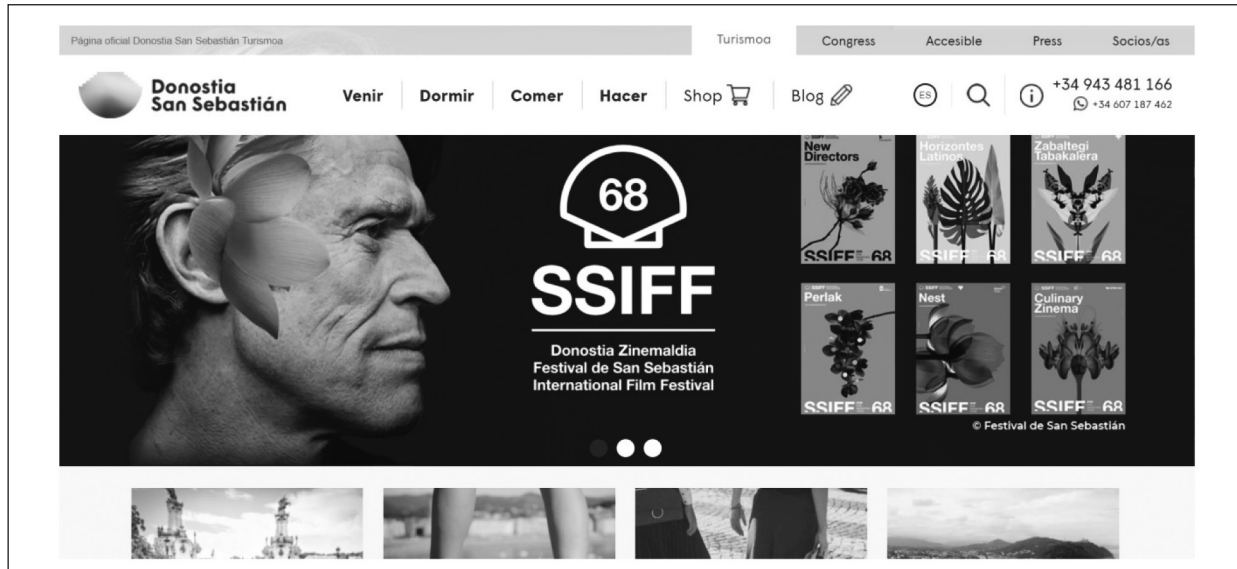 Página oficial Donostia San Sebastián Turismoa
Turismoa
Congress
Accesible
Press
Socios/as
Donostia
San Sebastián
Venir
Dormir
Comer
Hacer
Shop
Blog
ES
+34 943 481 166
+34 607 187 462
68
SSIFF
Donostia Zinemaldia
Festival de San Sebastián
International Film Festival
New
Directors
SSIFF 68
Horizontes
Latinos
SSIFF 68
Zabaltegi
Tabakalera
SSIFF 68
Perlak
SSIFF 68
Nest
SSIFF 68
Culinary
Zinema
SSIFF 68
© Festival de San Sebastián